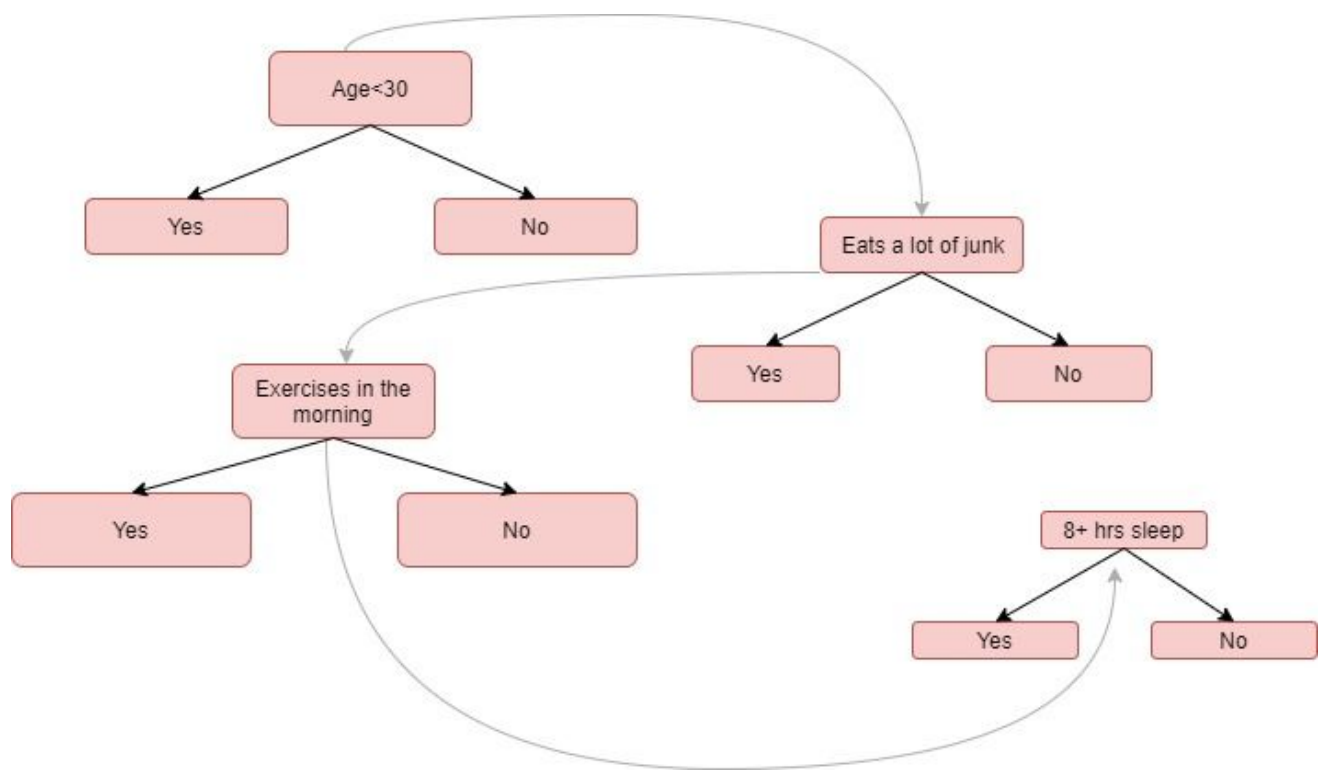 Age<30
Yes
No
Eats a lot of junk
Yes
No
Exercises in the
morning
Yes
No
8+ hrs sleep
Yes
No